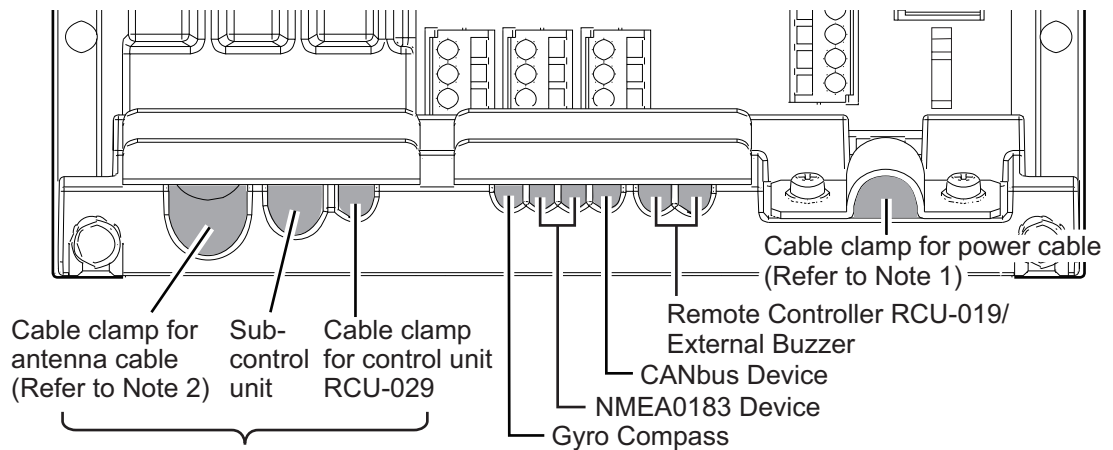 Cable clamp for power cable
(Refer to Note 1)
Remote Controller RCU-019/
External Buzzer
CANbus Device
NMEA0183 Device
Gyro Compass
Cable clamp for
antenna cable
(Refer to Note 2)
Sub-
control
unit
Cable clamp
for control unit
RCU-029